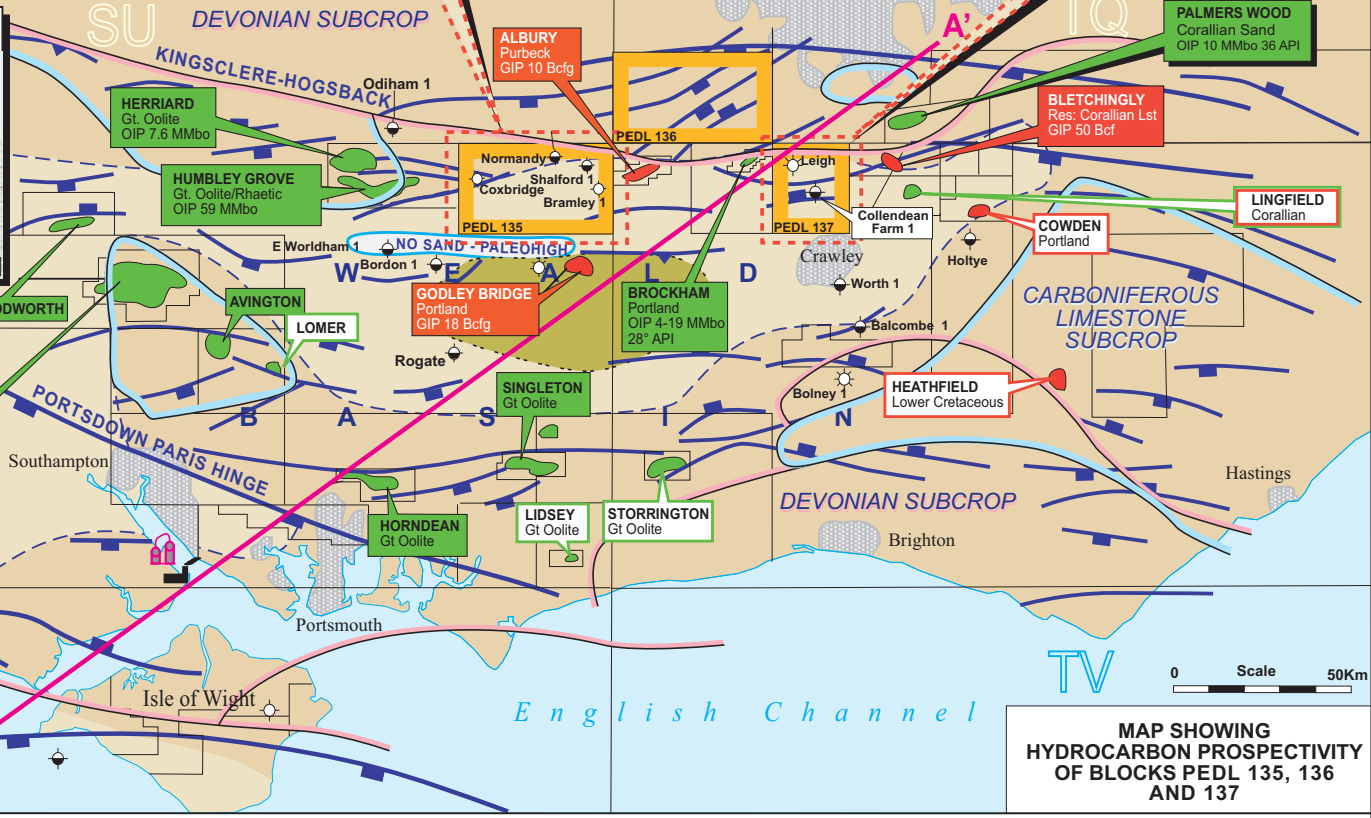 SU
DEVONIAN SUBCROP
TQ
A'
KINGSCLERE-HOGSBACK
ALBURY
Purbeck
GIP 10 Bcfg
PALMERS WOOD
Corallian Sand
OIP 10 MMbo 36 API
Odiham 1
HERRIARD
Gt. Oolite
OIP 7.6 MMbo
BLETCHINGLY
Res: Corallian Lst
GIP 50 Bcf
PEDL 136
HUMBLEY GROVE
Gt. Oolite/Rhaetic
OIP 59 MMbo
Normandy
Coxbridge
Shalford 1
Bramley 1
PEDL 135
Leigh
PEDL 137
Collendean
Farm 1
LINGFIELD
Corallian
COWDEN
Portland
Holtye
Crawley
E Worldham 1
NO SAND - PALEOHIGH
Bordon 1
W E A L D
Worth 1
Balcombe 1
DWORTH
AVINGTON
LOMER
GODLEY BRIDGE
Portland
GIP 18 Bcfg
BROCKHAM
Portland
OIP 4-19 MMbo
28° API
CARBONIFEROUS
LIMESTONE
SUBCROP
Rogate
SINGLETON
Gt Oolite
Bolney 1
HEATHFIELD
Lower Cretaceous
B A S I N
PORTSDOWN PARIS HINGE
Southampton
HORNDEAN
Gt Oolite
LIDSEY
Gt Oolite
STORRINGTON
Gt Oolite
DEVONIAN SUBCROP
Hastings
Brighton
Portsmouth
Isle of Wight
English Channel
TV
0 Scale 50Km
MAP SHOWING
HYDROCARBON PROSPECTIVITY
OF BLOCKS PEDL 135, 136
AND 137